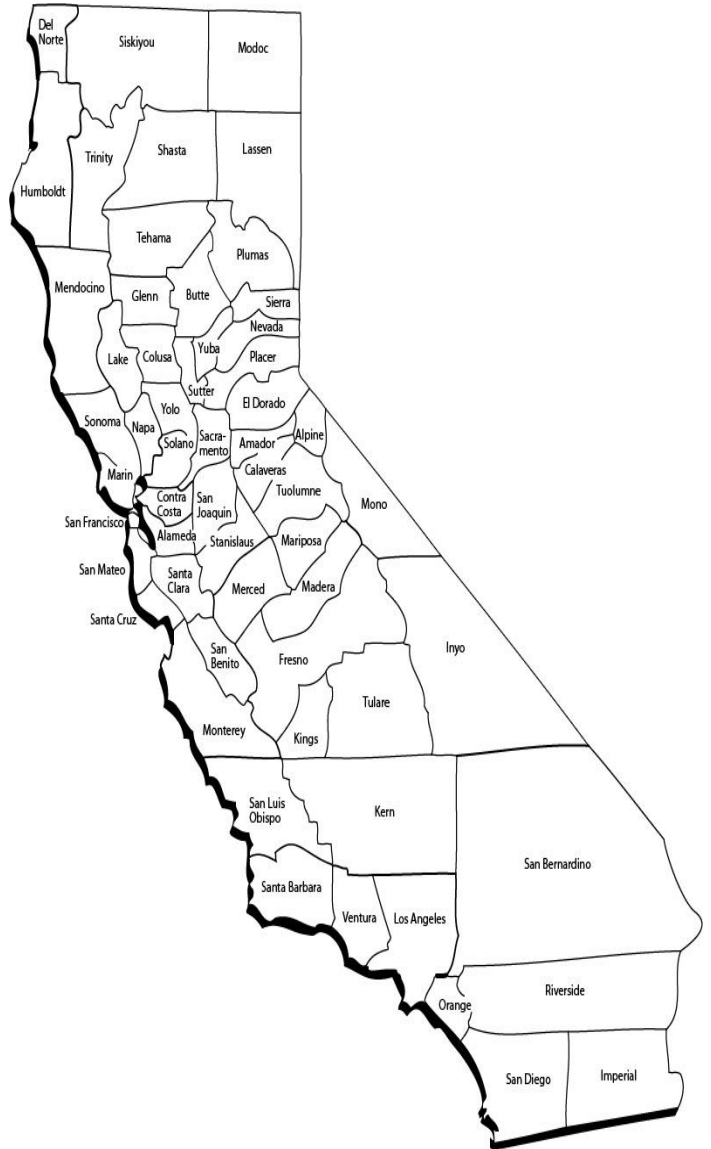 Del
Norte
Siskiyou
Modoc
Trinity
Shasta
Lassen
Humboldt
Tehama
Plumas
Mendocino
Glenn
Butte
Sierra
Nevada
Lake
Colusa
Yuba
Placer
Sutter
El Dorado
Sonoma
Napa
Yolo
Solano
Sacra-
mento
Amador
Alpine
Marin
Calaveras
Contra
Costa
San
Joaquin
Tuolumne
Mono
San Francisco
Alameda
Stanislaus
Mariposa
San Mateo
Santa
Clara
Merced
Madera
Santa Cruz
San
Benito
Fresno
Inyo
Monterey
Kings
Tulare
San Luis
Obispo
Kern
San Bernardino
Santa Barbara
Ventura
Los Angeles
Orange
Riverside
San Diego
Imperial